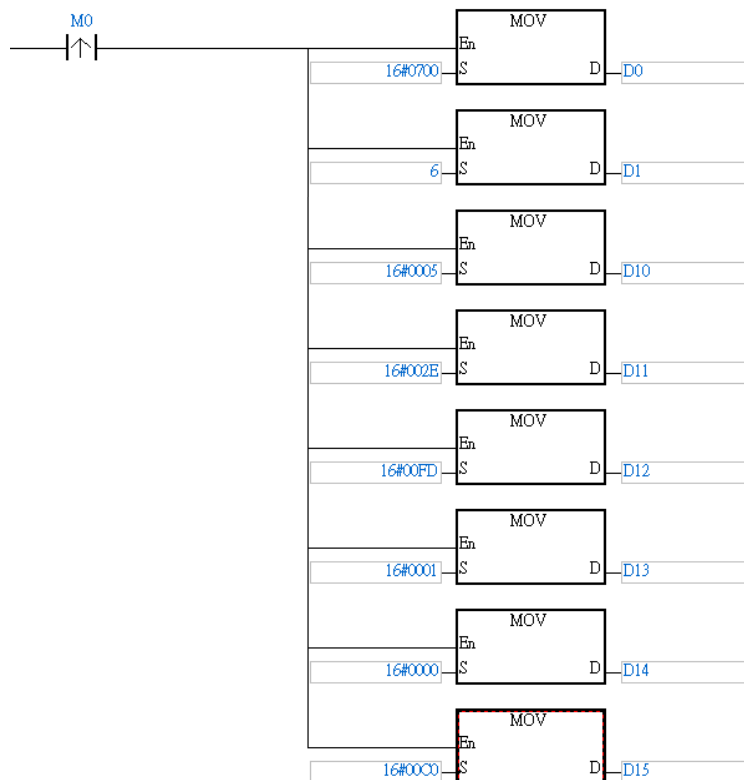 M0
MOV
En
16#0700 S D D0
MOV
En
6 S D D1
MOV
En
16#0005 S D D10
MOV
En
16#002E S D D11
MOV
En
16#00FD S D D12
MOV
En
16#0001 S D D13
MOV
En
16#0000 S D D14
MOV
En
16#00C0 S D D15